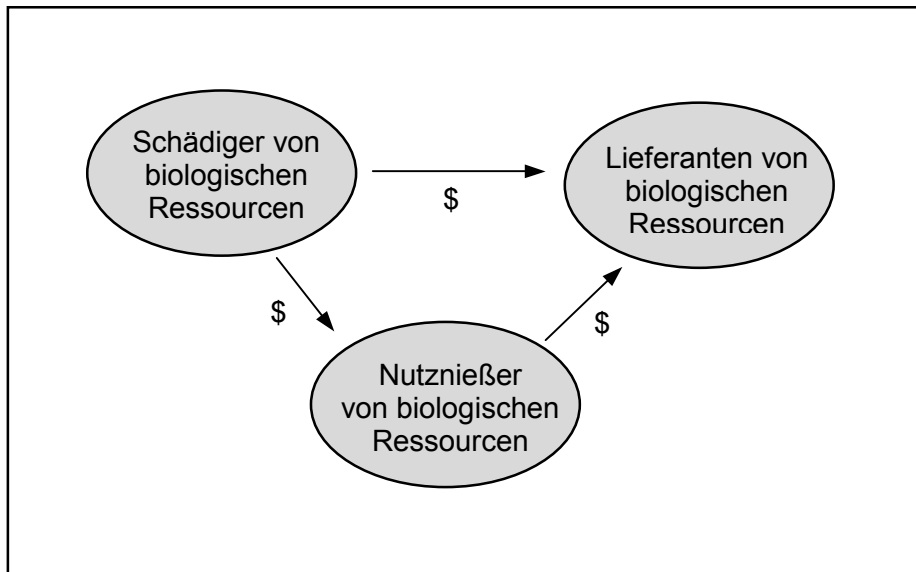 Schädiger von
biologischen
Ressourcen
$
Lieferanten von
biologischen
Ressourcen
$
$
Nutznießer
von biologischen
Ressourcen